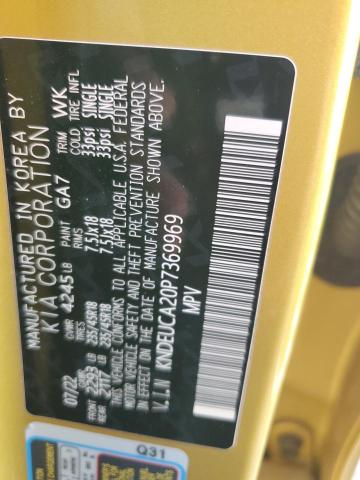 MANUFACTURED IN KOREA BY
KIA CORPORATION
07/22 GVWR 4245LB PAINT GA7 TRIM WK
GAWR TIRES RIMS COLD TIRE INFL
FRONT 2293 LB 235/45R18 7.5Jx18 33psi SINGLE
REAR 2117 LB 235/45R18 7.5Jx18 33psi SINGLE
THIS VEHICLE CONFORMS TO ALL APPLICABLE U.S.A. FEDERAL
MOTOR VEHICLE SAFETY AND THEFT PREVENTION STANDARDS
IN EFFECT ON THE DATE OF MANUFACTURE SHOWN ABOVE.
V.I.N KNDEUCA20P7369969
MPV
Q31